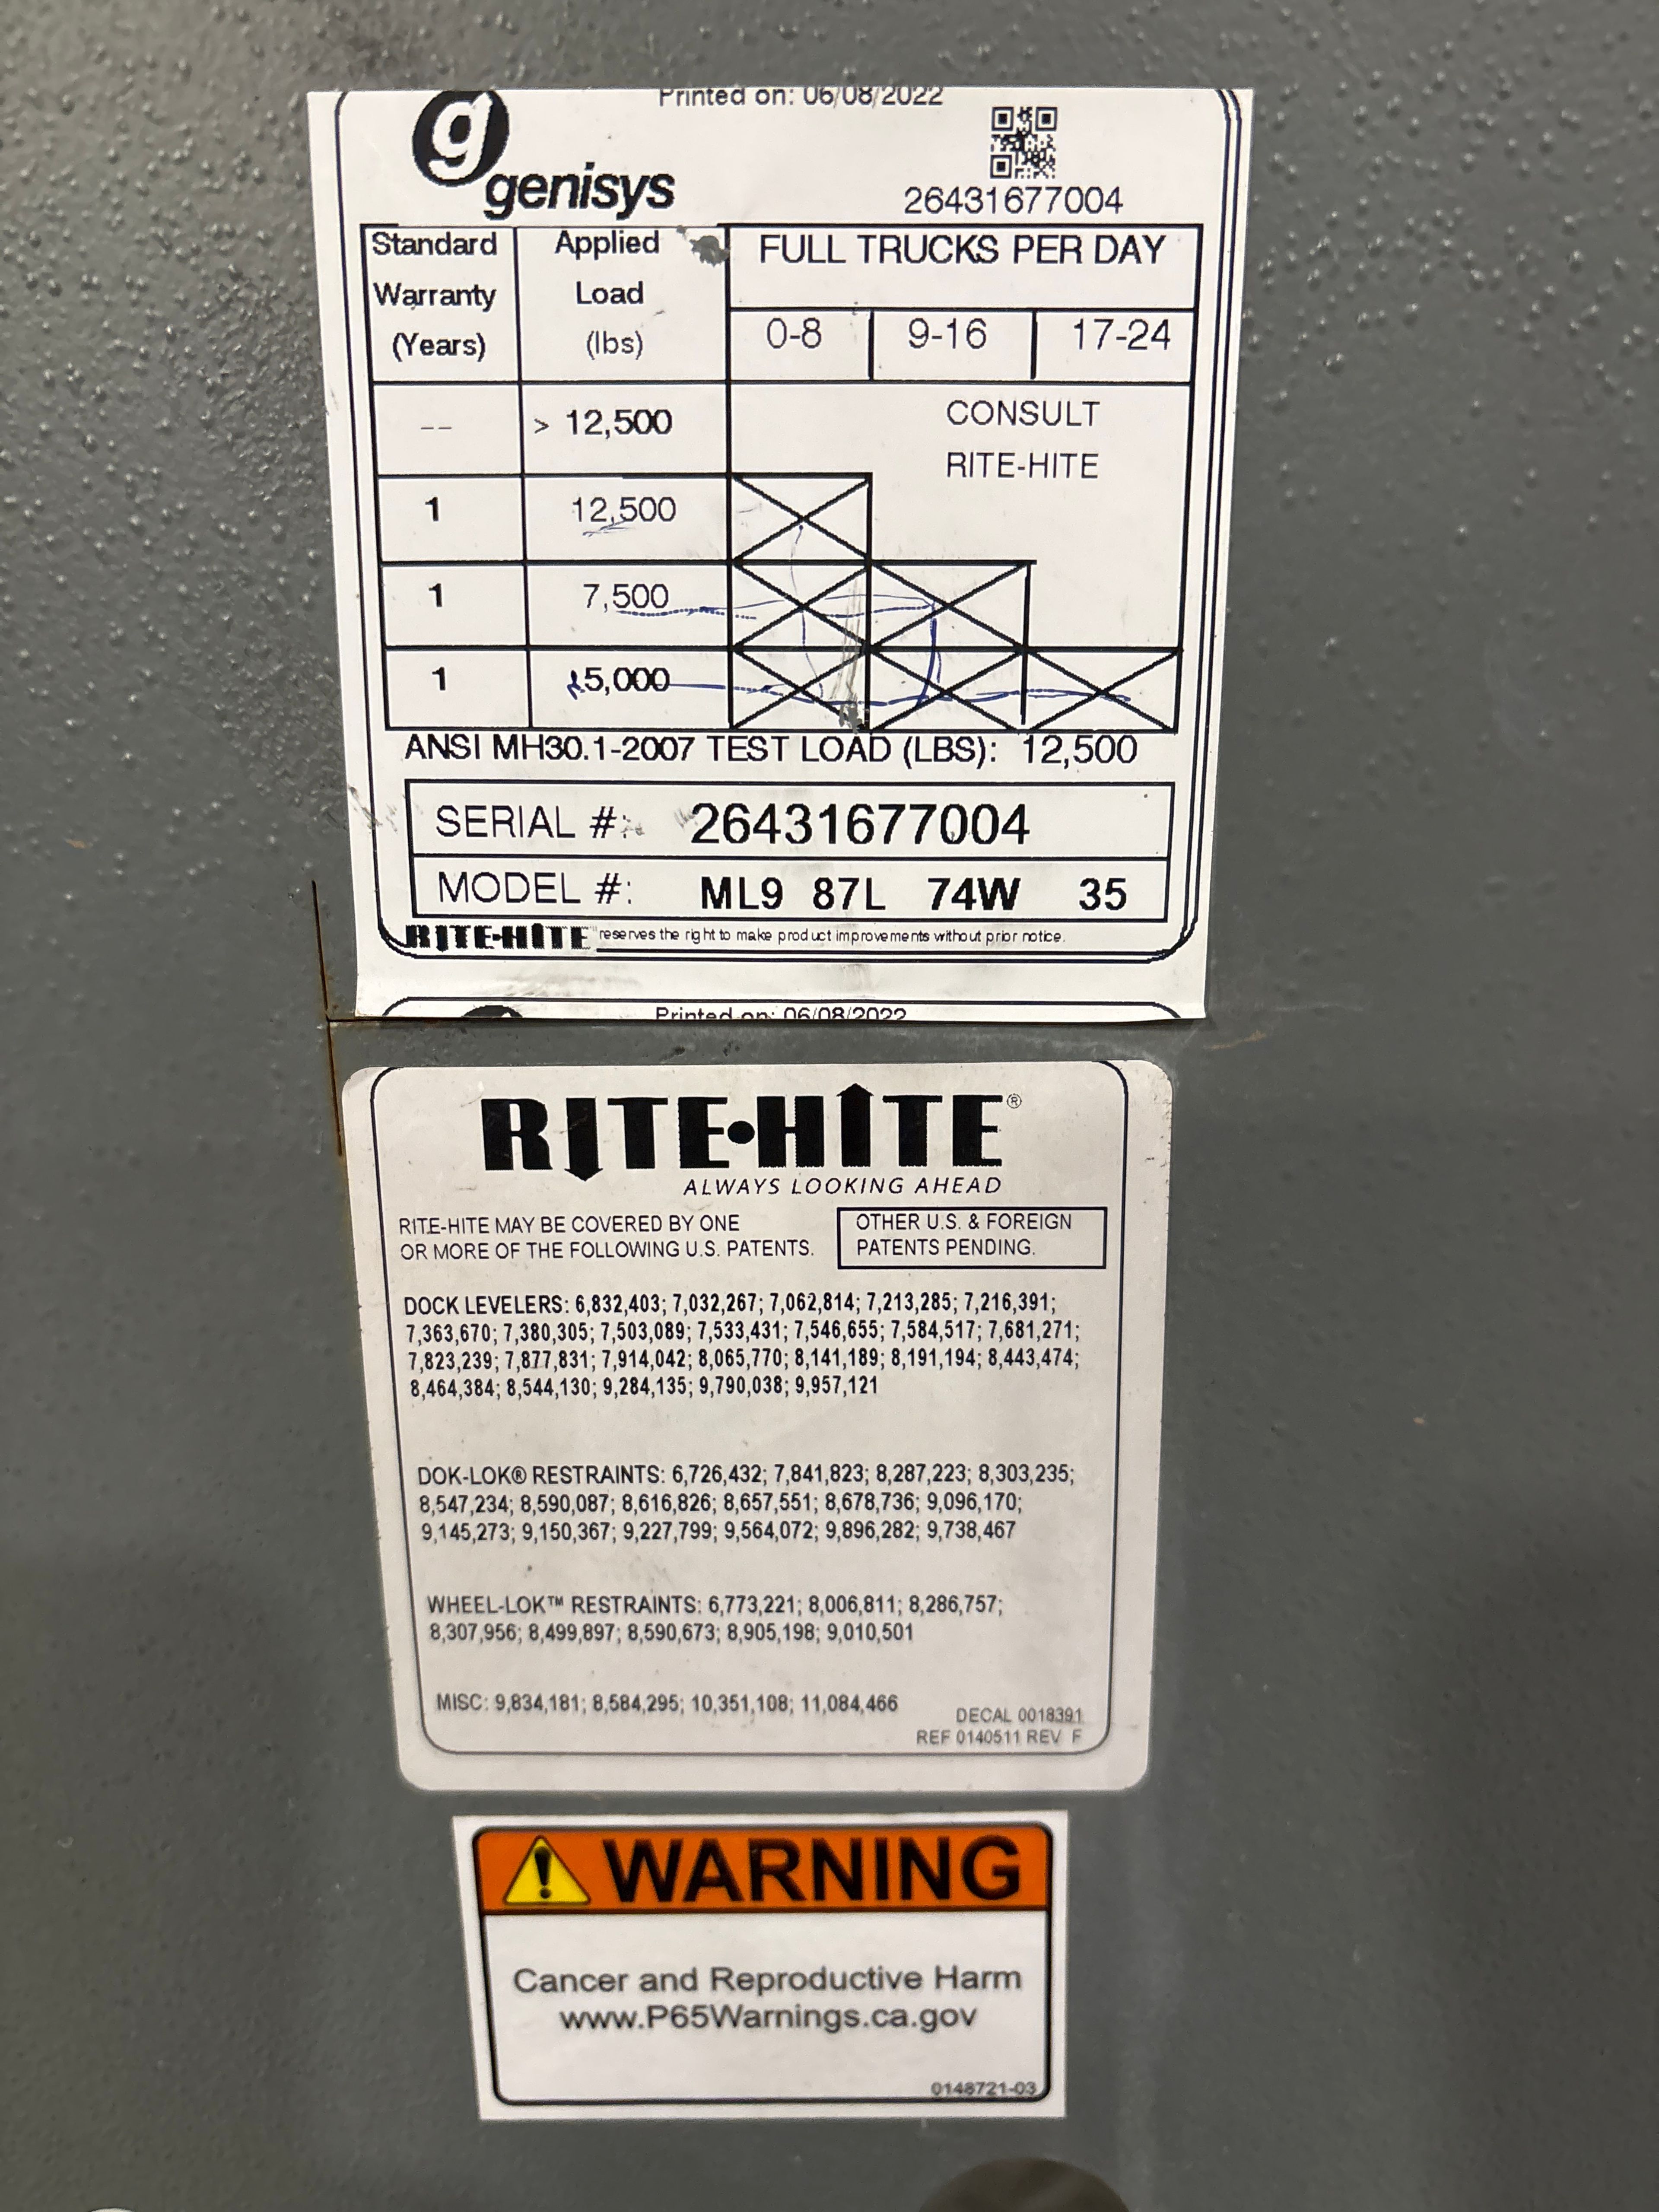 Printed on: 06/08/2022
g
genisys
26431677004
Standard Warranty (Years) Applied Load (lbs) FULL TRUCKS PER DAY
0-8 9-16 17-24
-- > 12,500 CONSULT
RITE-HITE
1 12,500
1 7,500
1 5,000
ANSI MH30.1-2007 TEST LOAD (LBS): 12,500
SERIAL #: 26431677004
MODEL #: ML9 87L 74W 35
RITE-HITE reserves the right to make product improvements without prior notice.
Printed on: 06/08/2022
RITE•HITE®
ALWAYS LOOKING AHEAD
RITE-HITE MAY BE COVERED BY ONE
OR MORE OF THE FOLLOWING U.S. PATENTS.
OTHER U.S. & FOREIGN
PATENTS PENDING.
DOCK LEVELERS: 6,832,403; 7,032,267; 7,062,814; 7,213,285; 7,216,391;
7,363,670; 7,380,305; 7,503,089; 7,533,431; 7,546,655; 7,584,517; 7,681,271;
7,823,239; 7,877,831; 7,914,042; 8,065,770; 8,141,189; 8,191,194; 8,443,474;
8,464,384; 8,544,130; 9,284,135; 9,790,038; 9,957,121
DOK-LOK® RESTRAINTS: 6,726,432; 7,841,823; 8,287,223; 8,303,235;
8,547,234; 8,590,087; 8,616,826; 8,657,551; 8,678,736; 9,096,170;
9,145,273; 9,150,367; 9,227,799; 9,564,072; 9,896,282; 9,738,467
WHEEL-LOK™ RESTRAINTS: 6,773,221; 8,006,811; 8,286,757;
8,307,956; 8,499,897; 8,590,673; 8,905,198; 9,010,501
MISC: 9,834,181; 8,584,295; 10,351,108; 11,084,466
DECAL 0018391
REF 0140511 REV F
WARNING
Cancer and Reproductive Harm
www.P65Warnings.ca.gov
0148721-03